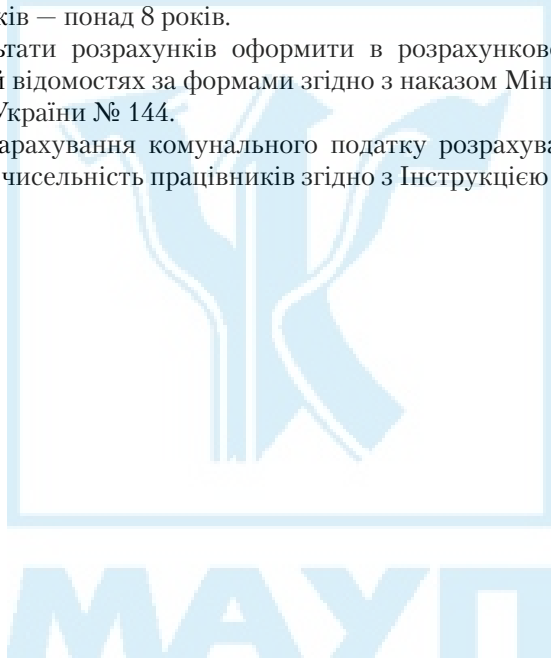 ків — понад 8 років.
ьтати розрахунків оформити в розрахунково
й відомостях за формами згідно з наказом Мін
України № 144.
арахування комунального податку розрахува
чисельність працівників згідно з Інструкцією
МАУП